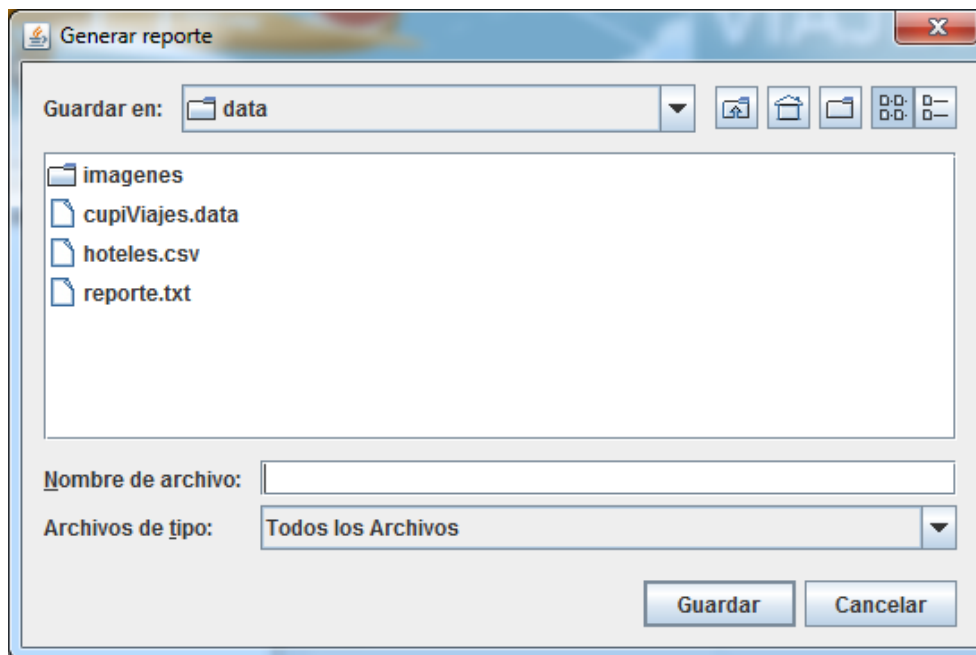 Generar reporte
Guardar en: data
imagenes
cupiViajes.data
hoteles.csv
reporte.txt
Nombre de archivo:
Archivos de tipo: Todos los Archivos
Guardar Cancelar